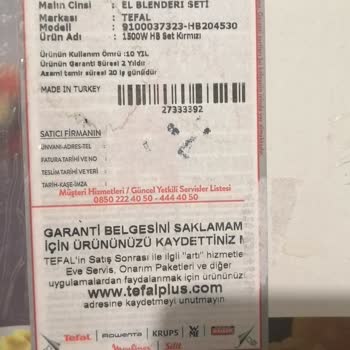 Malın Cinsi : EL BLENDERİ SETİ
Markası : TEFAL
Modeli : 9100037323-HB204530
Ürün Adı : 1500W HB Set Kırmızı
Ürünün Kullanım Ömrü :10 YIL
Ürünün Garanti Süresi 2 Yıldır
Azami tamir süresi 20 iş günüdür
MADE IN TURKEY
27333392
SATICI FİRMANIN
ÜNVANI-ADRES-TEL
FATURA TARİHİ VE NO :
TESLİM TARİHİ VE YERİ :
TARİH-KAŞE-İMZA :
Müşteri Hizmetleri / Güncel Yetkili Servisler Listesi
0850 222 40 50 - 444 40 50
GARANTİ BELGESİNİ SAKLAMAM
İÇİN ÜRÜNÜNÜZÜ KAYDETTİNİZ M
TEFAL'in Satış Sonrası ile ilgili "artı" hizmetle
Eve Servis, Onarım Paketleri ve diğer
uygulamalardan faydalanmak için ürününüzü
www.tefalplus.com
adresine kaydetmeyi unutmayın
Tefal
Rowenta
KRUPS
WMF
Moulinex
Silit